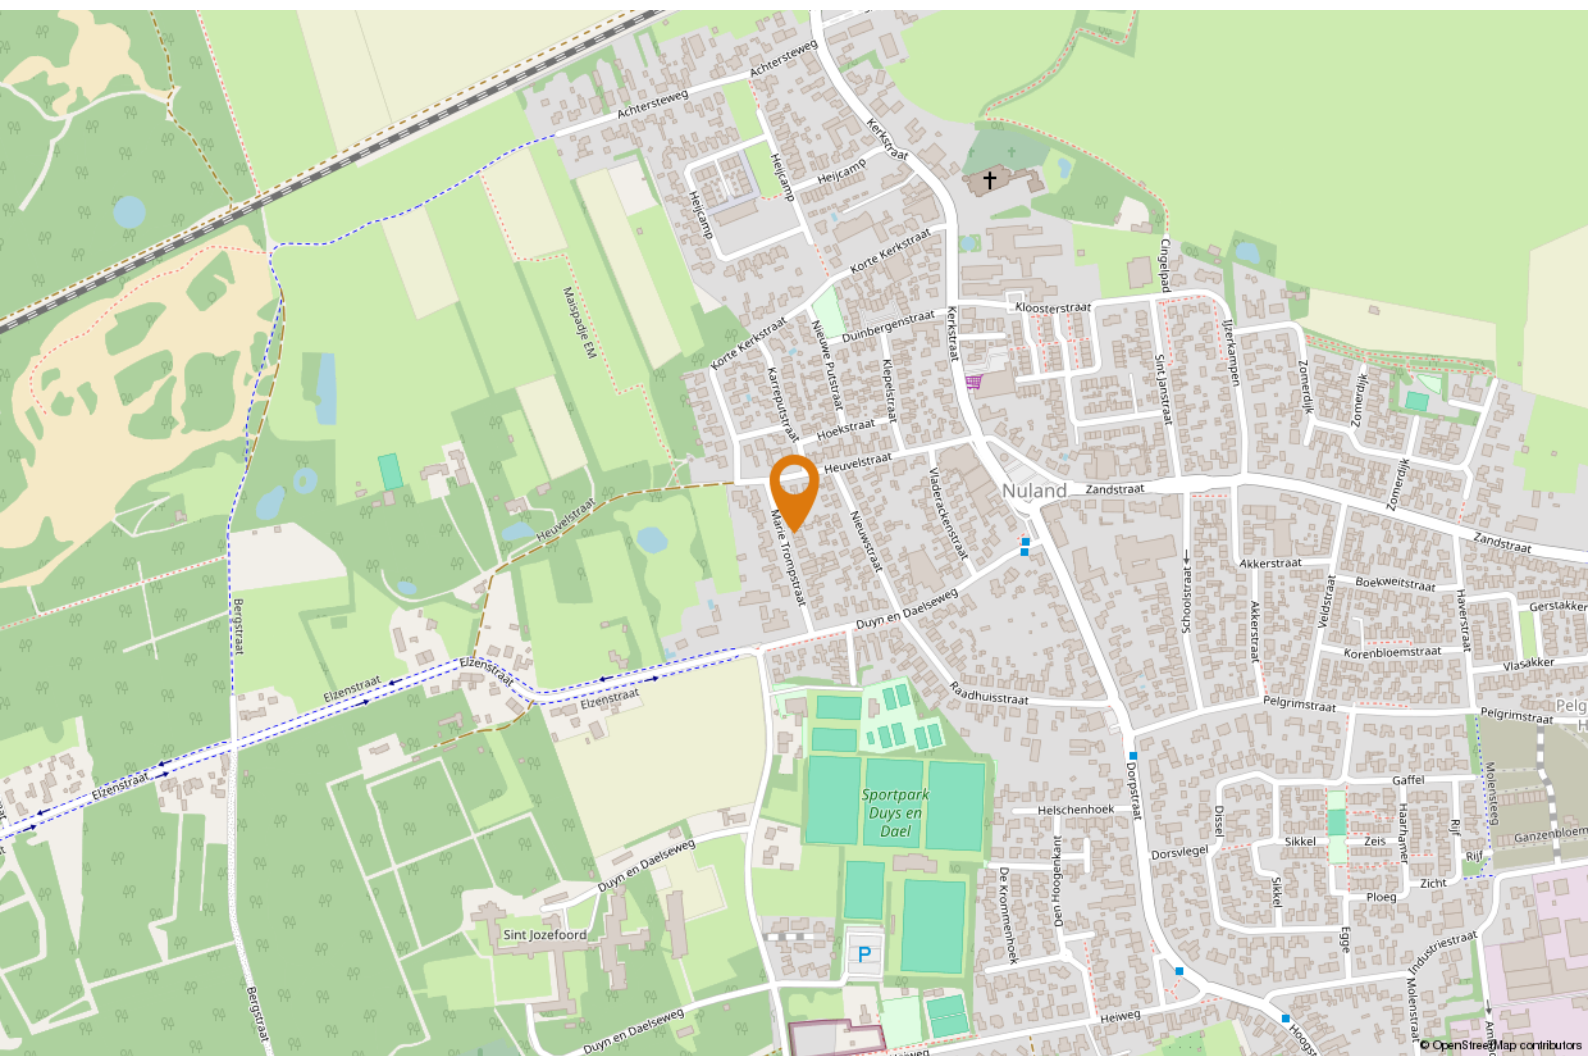 Achtersteweg
Achtersteweg
Kerkstraat
Heijcamp
Heijcamp
Heijcamp
Korte Kerkstraat
Cingelpad
Maispadje EM
Kloosterstraat
Kerkstraat
Duinbergenstraat
Nieuwe Putstraat
Korte Kerkstraat
IJzerkampen
Karreputstraat
Klepelstraat
Sint Janstraat
Zomerdijk
Zomerdijk
Hoekstraat
Heuvelstraat
Vladerackenstraat
Zomerdijk
Nuland
Zandstraat
Heuvelstraat
Marie Trompstraat
Nieuwstraat
Zandstraat
Akkerstraat
Boekweitstraat
Schoolstraat
Akkerstraat
Veldstraat
Haverstraat
Gerstakker
Bergstraat
Duyn en Daelseweg
Korenbloemstraat
Vlasakker
Elzenstraat
Elzenstraat
Elzenstraat
Raadhuisstraat
Pelgrimstraat
Pelgrimstraat
Elzenstraat
Sportpark
Duys en
Dael
Dorpstraat
Gaffel
Molensteeg
Helschenhoek
Dissel
Haarhamer
Rijf
Sikkel
Zeis
Ganzenbloem
Dorsvlegel
Rijf
Duyn en Daelseweg
De Krommenhoek
Den Hoogenkant
Sikkel
Zicht
Ploeg
Sint Jozefoord
P
Egge
Industriestraat
Bergstraat
Molenstraat
Duyn en Daelseweg
Heiweg
Heiweg
© OpenStreetMap contributors